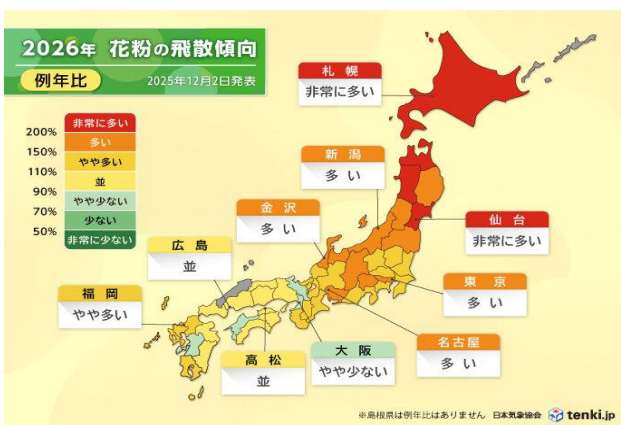 2026年 花粉の飛散傾向
例年比
2025年12月2日発表
非常に多い
200%
多い
150%
やや多い
110%
並
90%
やや少ない
70%
少ない
50%
非常に少ない
札幌
非常に多い
新潟
多い
金沢
多い
仙台
非常に多い
広島
並
東京
多い
福岡
やや多い
名古屋
多い
高松
並
大阪
やや少ない
※島根県は例年比はありません 日本気象協会 tenki.jp